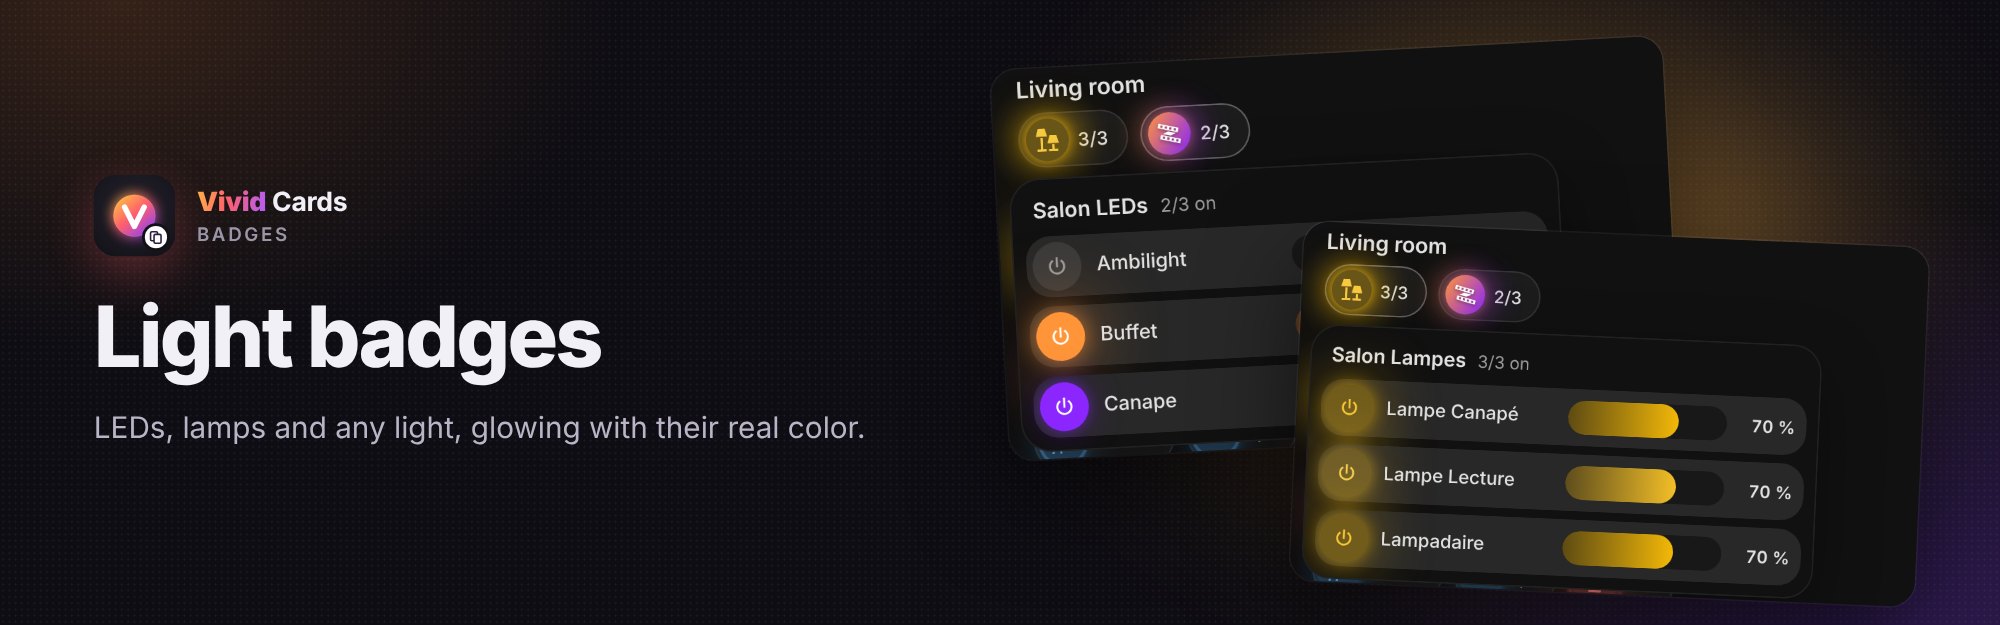 Vivid Cards
BADGES
Light badges
LEDs, lamps and any light, glowing with their real color.
Living room
3/3
2/3
Salon LEDs 2/3 on
Ambilight
Buffet
Canape
Living room
3/3
2/3
Salon Lampes 3/3 on
Lampe Canapé 70 %
Lampe Lecture 70 %
Lampadaire 70 %